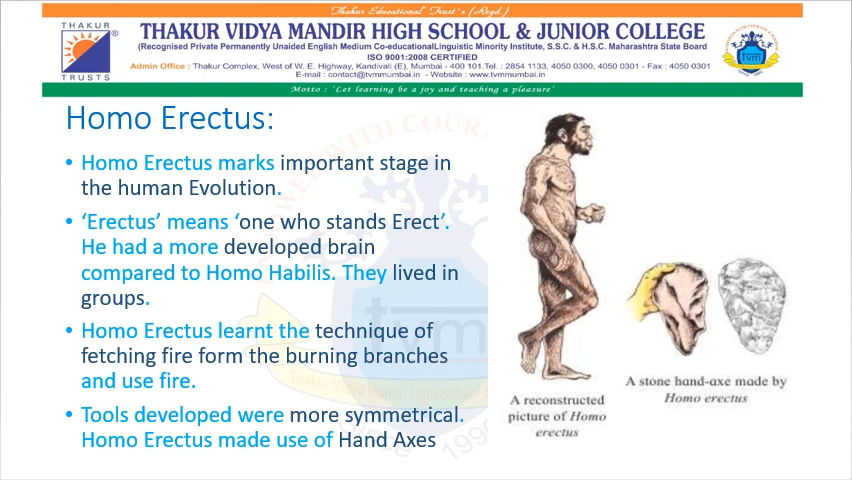 Thakur Educational Trust's (Regd.)
THAKUR
TRUSTS
®
THAKUR VIDYA MANDIR HIGH SCHOOL & JUNIOR COLLEGE
(Recognised Private Permanently Unaided English Medium Co-educationalLinguistic Minority Institute, S.S.C. & H.S.C. Maharashtra State Board
ISO 9001:2008 CERTIFIED
Admin Office : Thakur Complex, West of W. E. Highway, Kandivali (E), Mumbai - 400 101.Tel. : 2854 1133, 4050 0300, 4050 0301 - Fax : 4050 0301
E-mail : contact@tvmmumbai.in - Website : www.tvmmumbai.in
tvm
Motto : 'Let learning be a joy and teaching a pleasure'
Homo Erectus:
• Homo Erectus marks important stage in
the human Evolution.
• 'Erectus' means 'one who stands Erect'.
He had a more developed brain
compared to Homo Habilis. They lived in
groups.
• Homo Erectus learnt the technique of
fetching fire form the burning branches
and use fire.
• Tools developed were more symmetrical.
Homo Erectus made use of Hand Axes
A reconstructed
picture of Homo
erectus
A stone hand-axe made by
Homo erectus